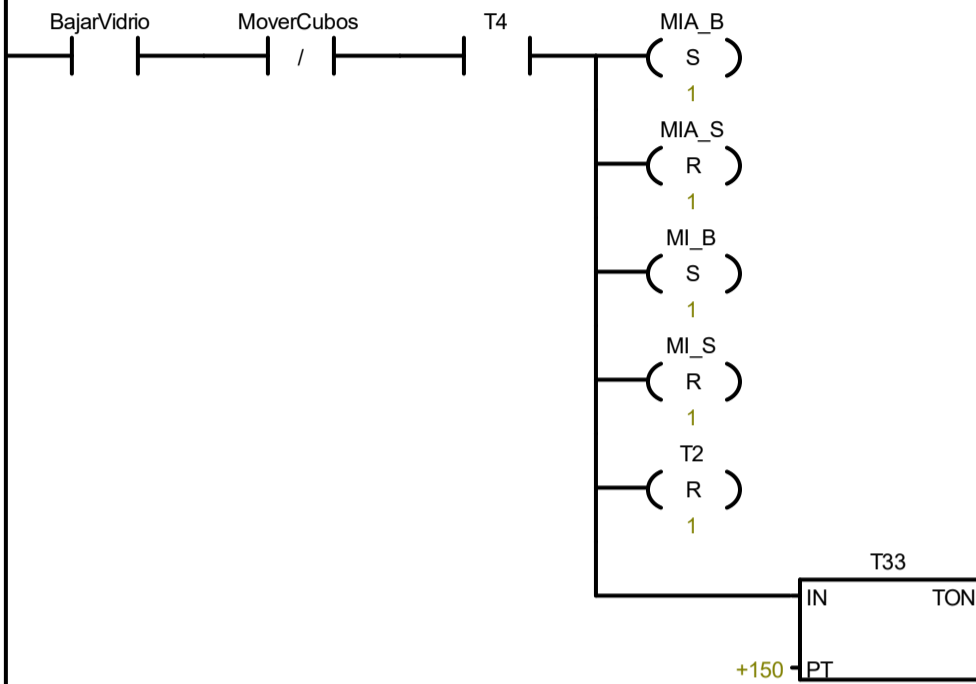 BajarVidrio MoverCubos T4 MIA_B
/ S
1
MIA_S
R
1
MI_B
S
1
MI_S
R
1
T2
R
1
T33
IN TON
+150 PT